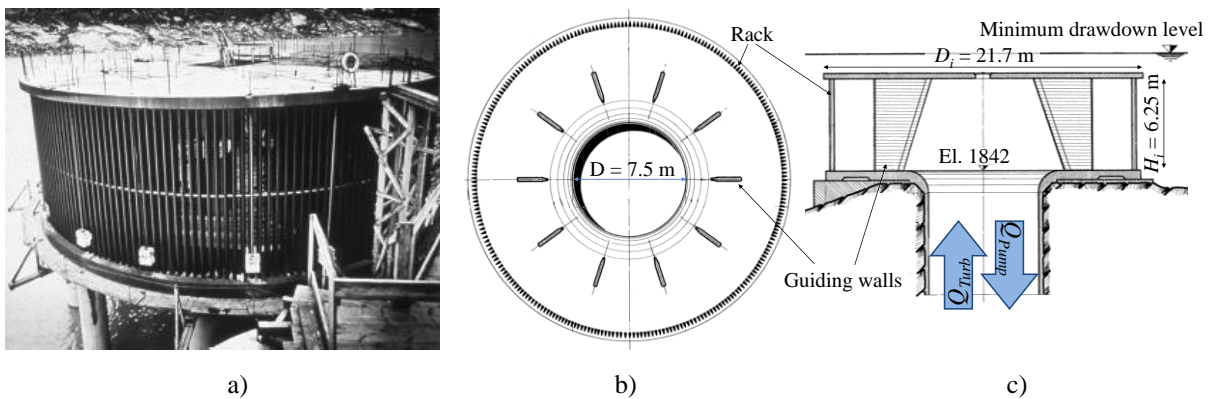 Rack
D = 7.5 m
Minimum drawdown level
D_i = 21.7 m
H_i = 6.25 m
El. 1842
Guiding walls
Q_Turb
Q_Pump
a)
b)
c)